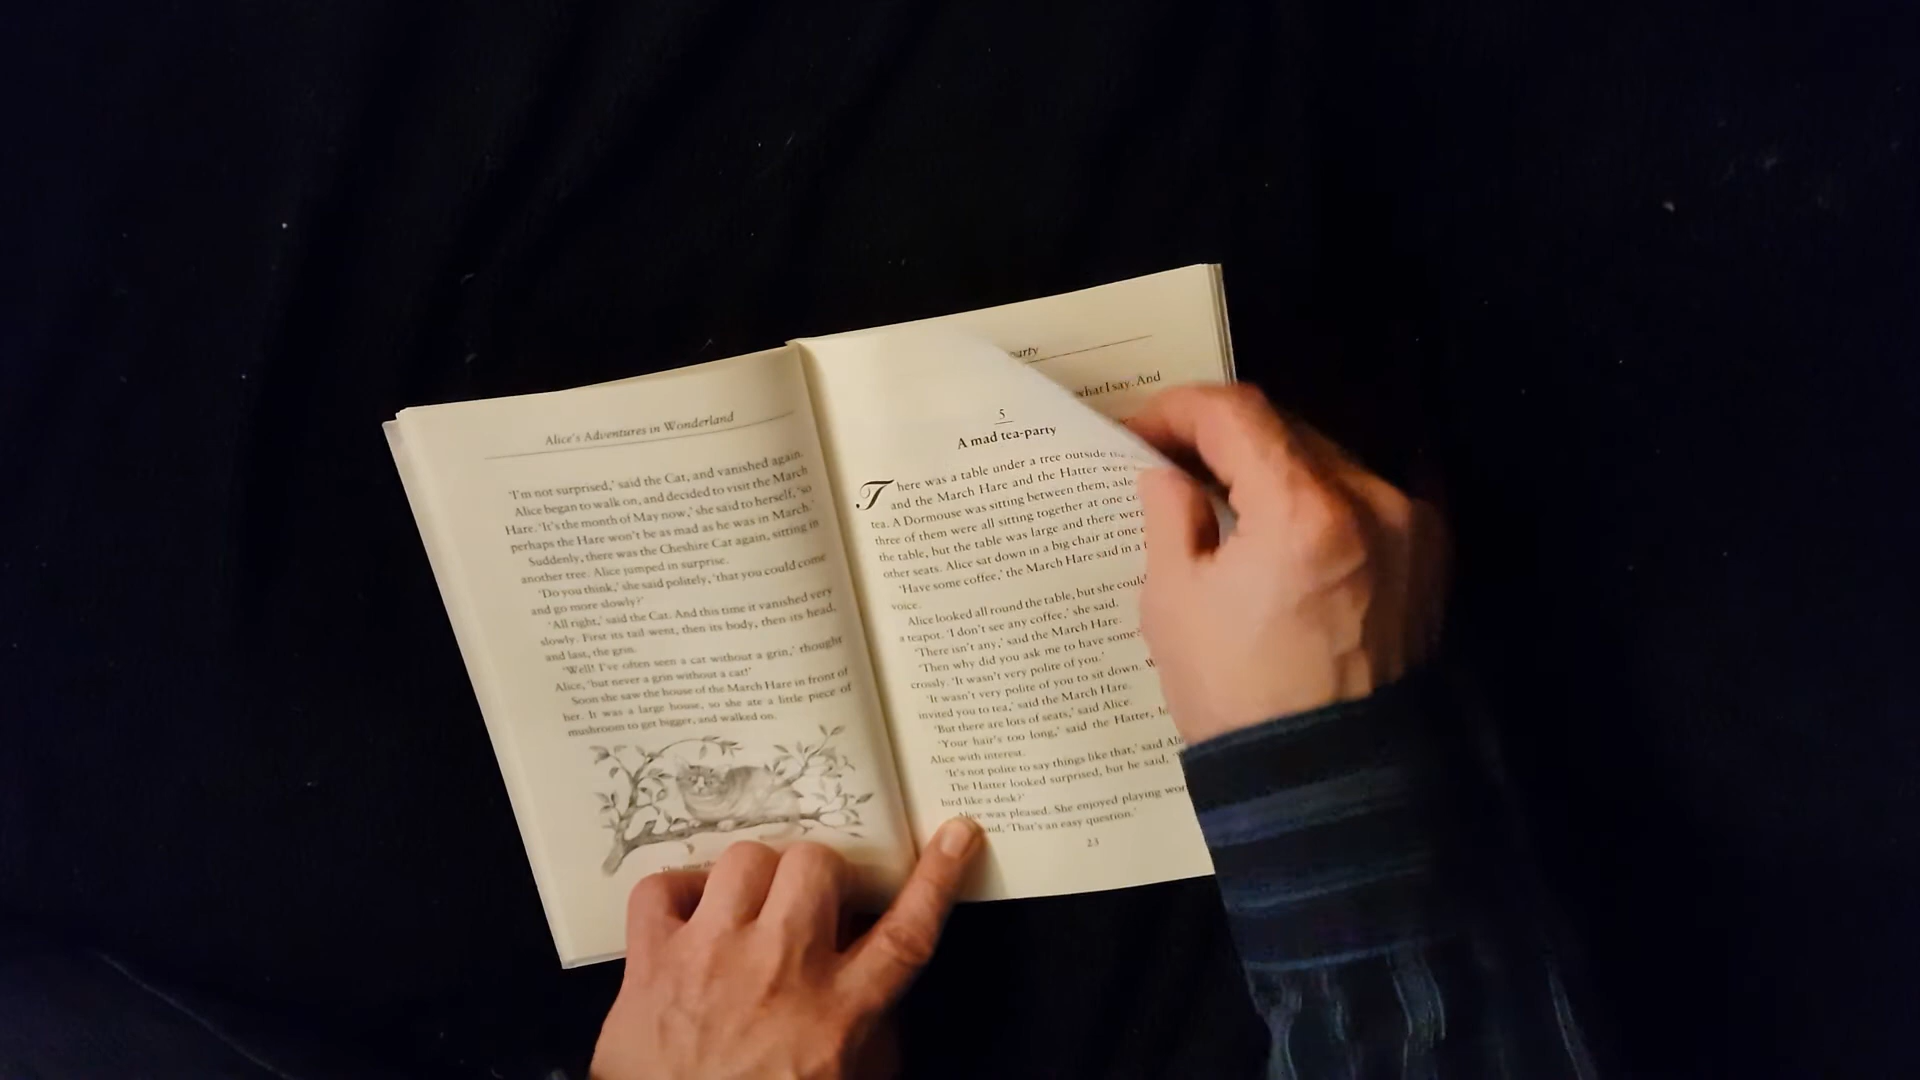 Alice's Adventures in Wonderland
'I'm not surprised,' said the Cat, and vanished again.
Alice began to walk on, and decided to visit the March
Hare. 'It's the month of May now,' she said to herself, 'so
perhaps the Hare won't be as mad as he was in March.'
Suddenly, there was the Cheshire Cat again, sitting in
another tree. Alice jumped in surprise.
'Do you think,' she said politely, 'that you could come
and go more slowly?'
'All right,' said the Cat. And this time it vanished very
slowly. First its tail went, then its body, then its head,
and last, the grin.
'Well! I've often seen a cat without a grin,' thought
Alice, 'but never a grin without a cat!'
Soon she saw the house of the March Hare in front of
her. It was a large house, so she ate a little piece of
mushroom to get bigger, and walked on.
party
what I say. And
5
A mad tea-party
There was a table under a tree outside
and the March Hare and the Hatter were
tea. A Dormouse was sitting between them,
three of them were all sitting together at one
the table, but the table was large and there were
other seats. Alice sat down in a big chair at one
'Have some coffee,' the March Hare said in a
voice.
Alice looked all round the table, but she could
a teapot. 'I don't see any coffee,' she said.
'There isn't any,' said the March Hare.
'Then why did you ask me to have some?'
crossly. 'It wasn't very polite of you.'
'It wasn't very polite of you to sit down.
invited you to tea,' said the March Hare.
'But there are lots of seats,' said Alice.
'Your hair's too long,' said the Hatter,
Alice with interest.
'It's not polite to say things like that,' said
The Hatter looked surprised, but he said,
bird like a desk?'
Alice was pleased. She enjoyed playing
said, 'That's an easy question.'
23